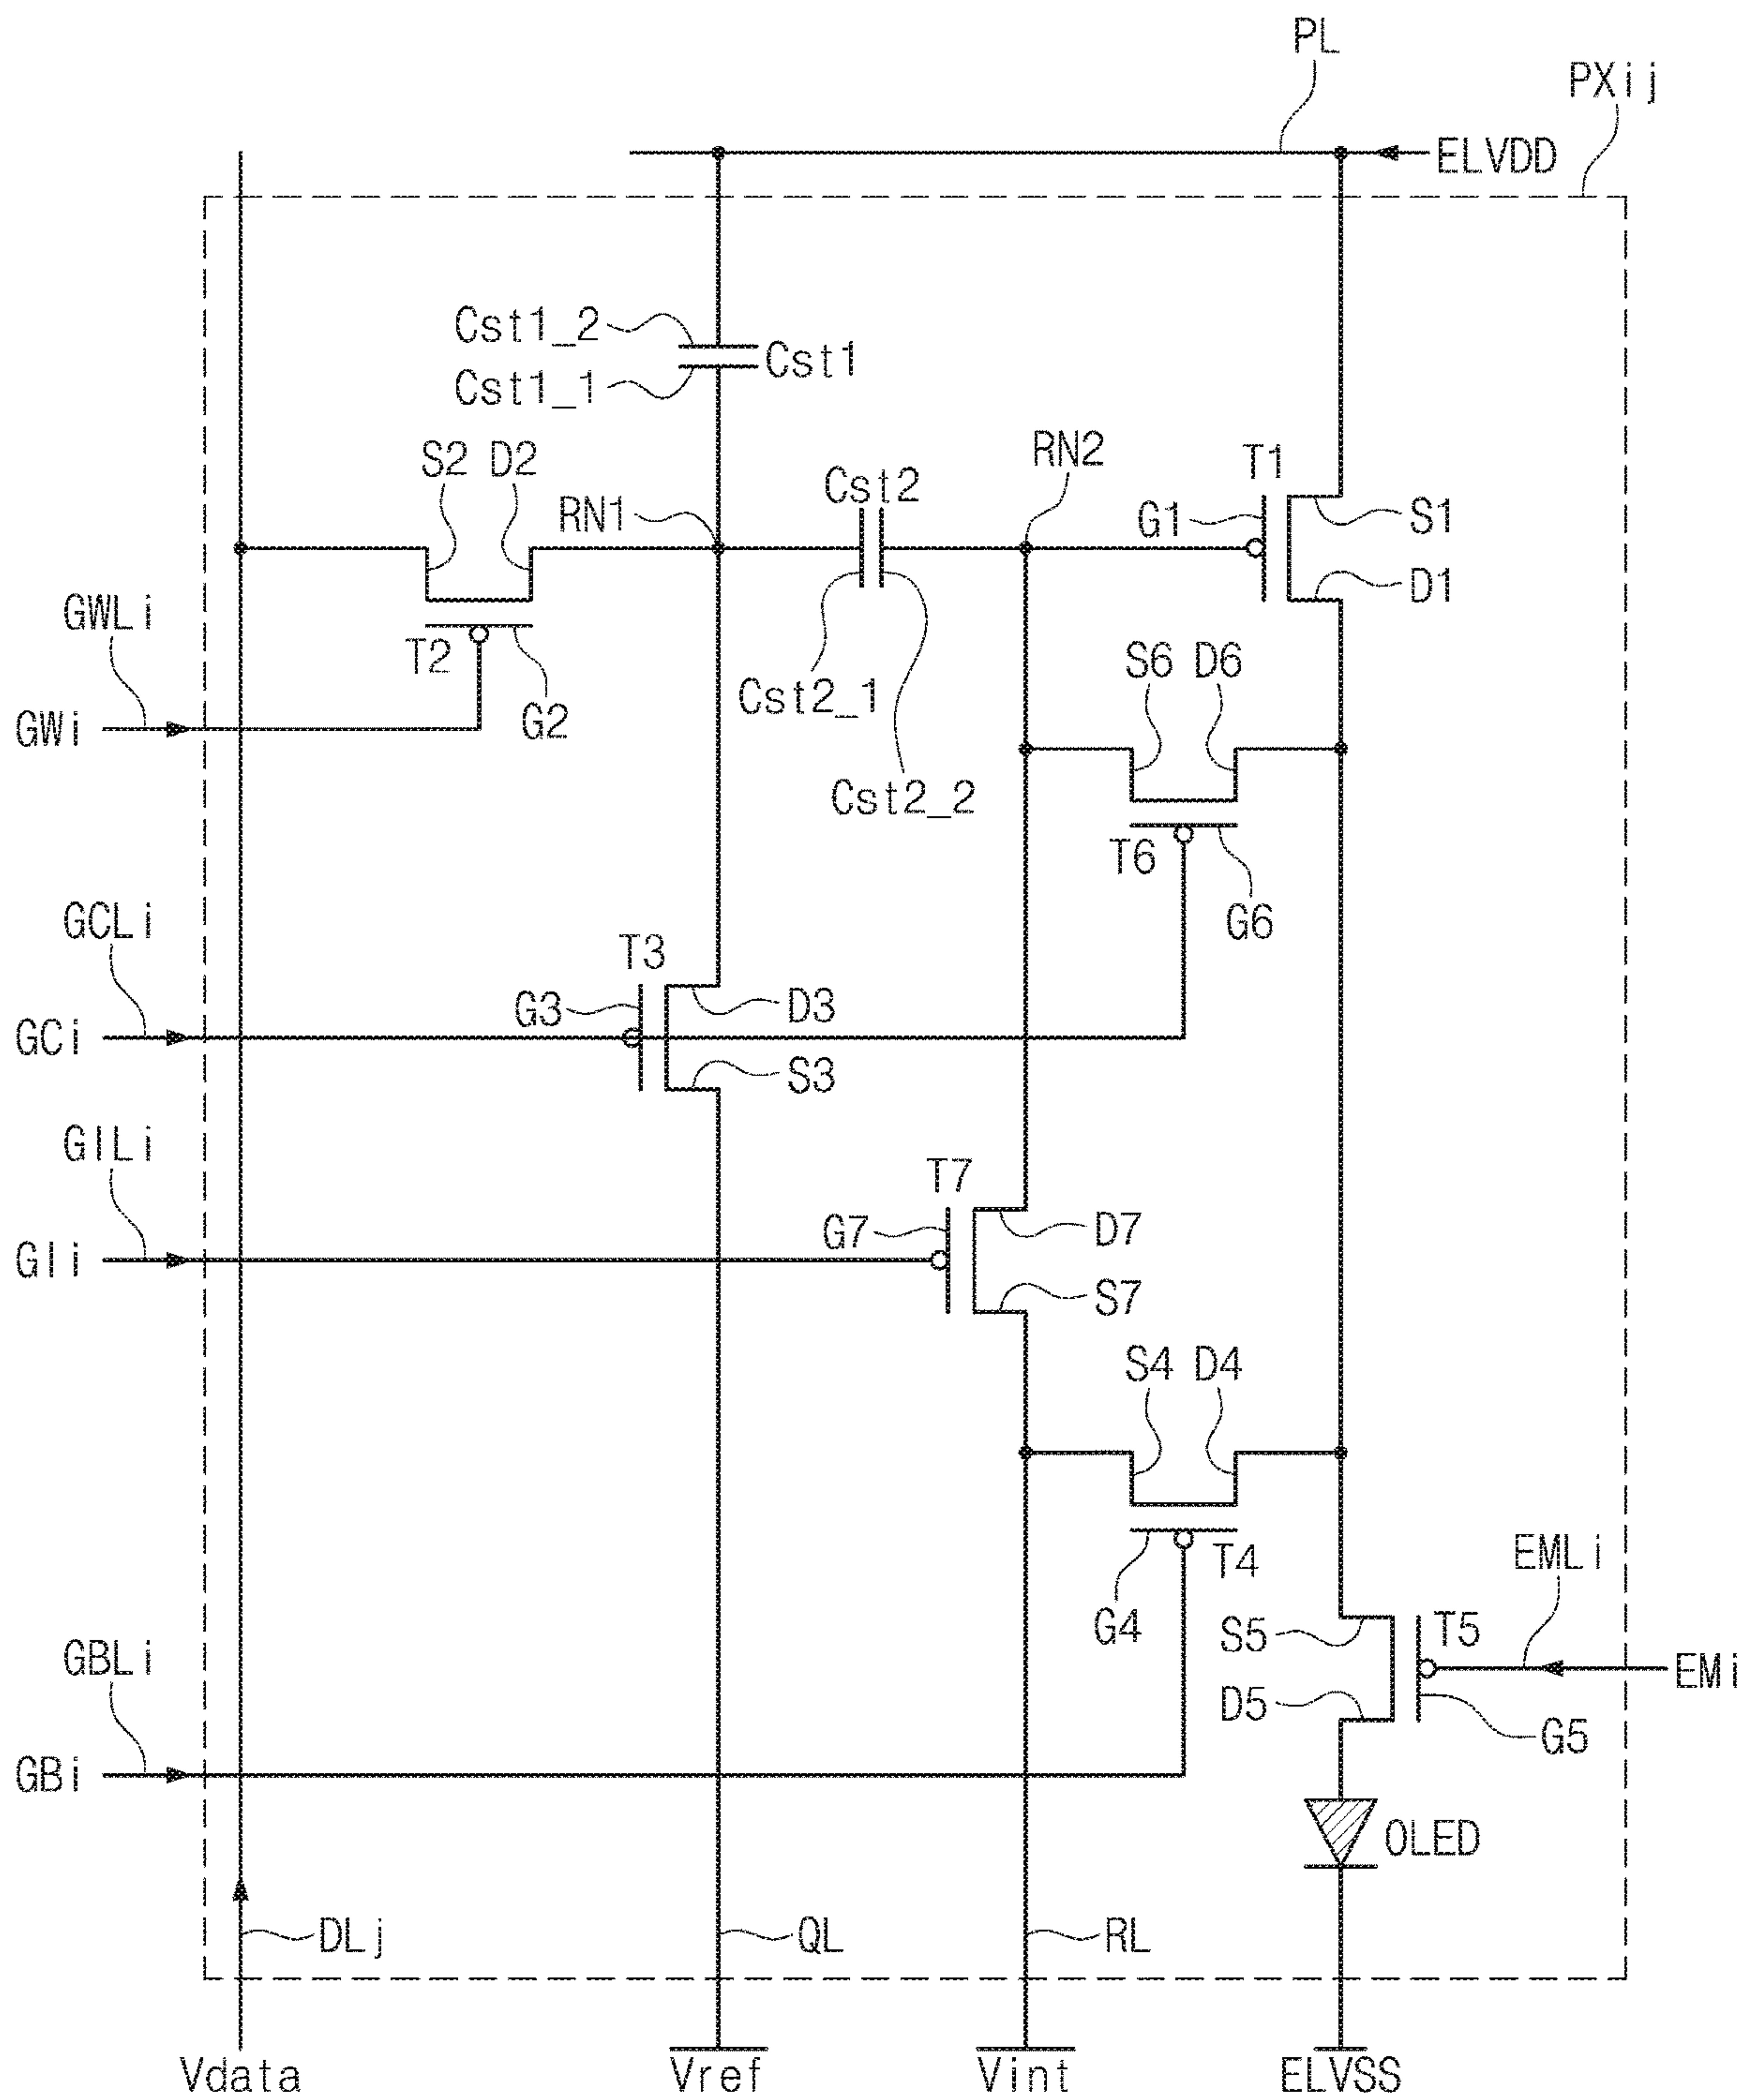 PL
PXij
ELVDD
Cst1_2
Cst1
Cst1_1
S2 D2
RN1
Cst2
RN2
T1
G1
S1
D1
GWLi
T2
G2
Cst2_1
S6 D6
GWi
Cst2_2
T6
G6
GCLi
T3
G3
D3
GCi
S3
GILi
T7
G7
D7
GIi
S7
S4 D4
EMLi
T4
G4
S5
T5
GBLi
EMi
D5
G5
GBi
OLED
DLj
QL
RL
Vdata
Vref
Vint
ELVSS